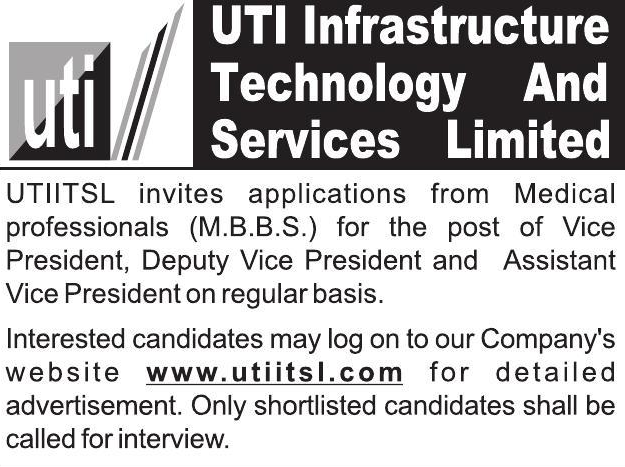 uti
UTI Infrastructure
Technology And
Services Limited
UTIITSL invites applications from Medical
professionals (M.B.B.S.) for the post of Vice
President, Deputy Vice President and Assistant
Vice President on regular basis.
Interested candidates may log on to our Company's
website www.utiitsl.com for detailed
advertisement. Only shortlisted candidates shall be
called for interview.